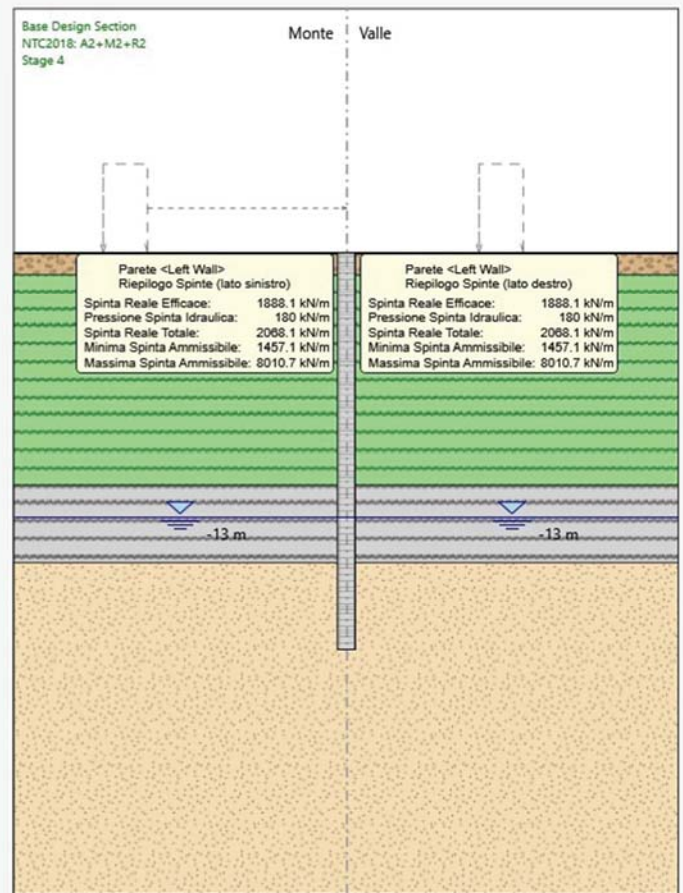 Base Design Section
NTC2018: A2+M2+R2
Stage 4
Monte
Valle
Parete <Left Wall>
Riepilogo Spinte (lato sinistro)
Spinta Reale Efficace: 1888.1 kN/m
Pressione Spinta Idraulica: 180 kN/m
Spinta Reale Totale: 2068.1 kN/m
Minima Spinta Ammissibile: 1457.1 kN/m
Massima Spinta Ammissibile: 8010.7 kN/m
Parete <Left Wall>
Riepilogo Spinte (lato destro)
Spinta Reale Efficace: 1888.1 kN/m
Pressione Spinta Idraulica: 180 kN/m
Spinta Reale Totale: 2068.1 kN/m
Minima Spinta Ammissibile: 1457.1 kN/m
Massima Spinta Ammissibile: 8010.7 kN/m
-13 m
-13 m